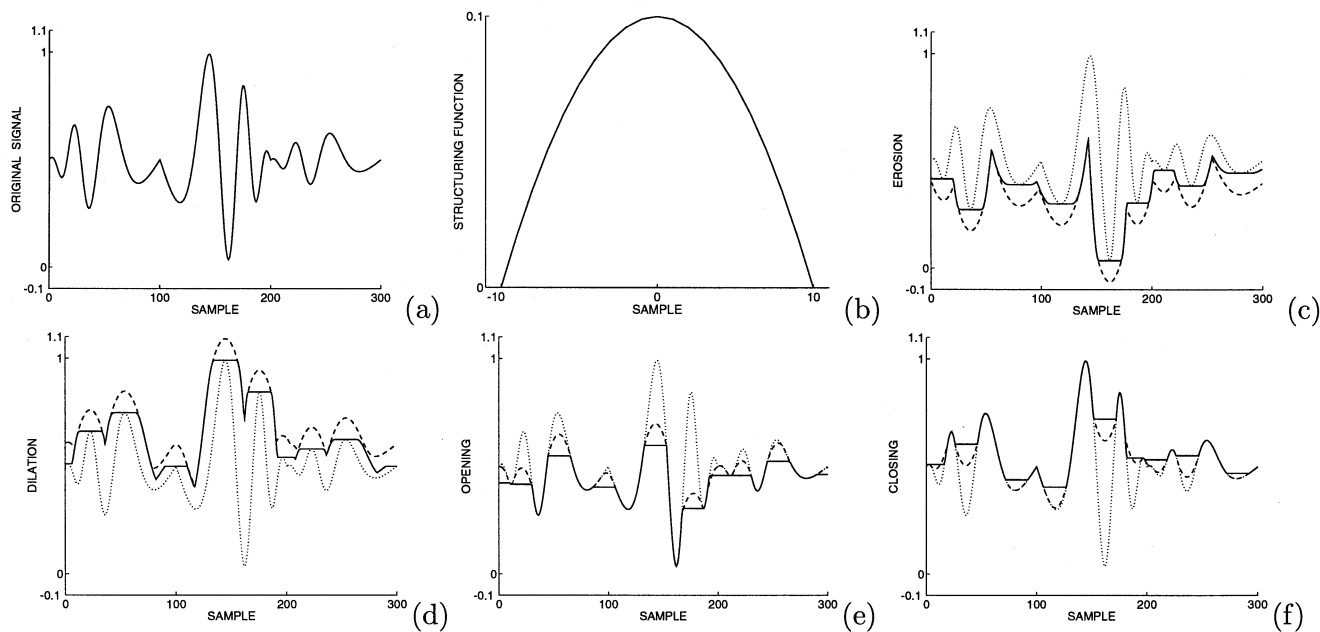 1.1
1
ORIGINAL SIGNAL
0
-0.1
0 100 200 300
SAMPLE
(a)
0.1
STRUCTURING FUNCTION
0
-10 0 10
SAMPLE
(b)
1.1
1
EROSION
0
-0.1
0 100 200 300
SAMPLE
(c)
1.1
1
DILATION
0
-0.1
0 100 200 300
SAMPLE
(d)
1.1
1
OPENING
0
-0.1
0 100 200 300
SAMPLE
(e)
1.1
1
CLOSING
0
-0.1
0 100 200 300
SAMPLE
(f)